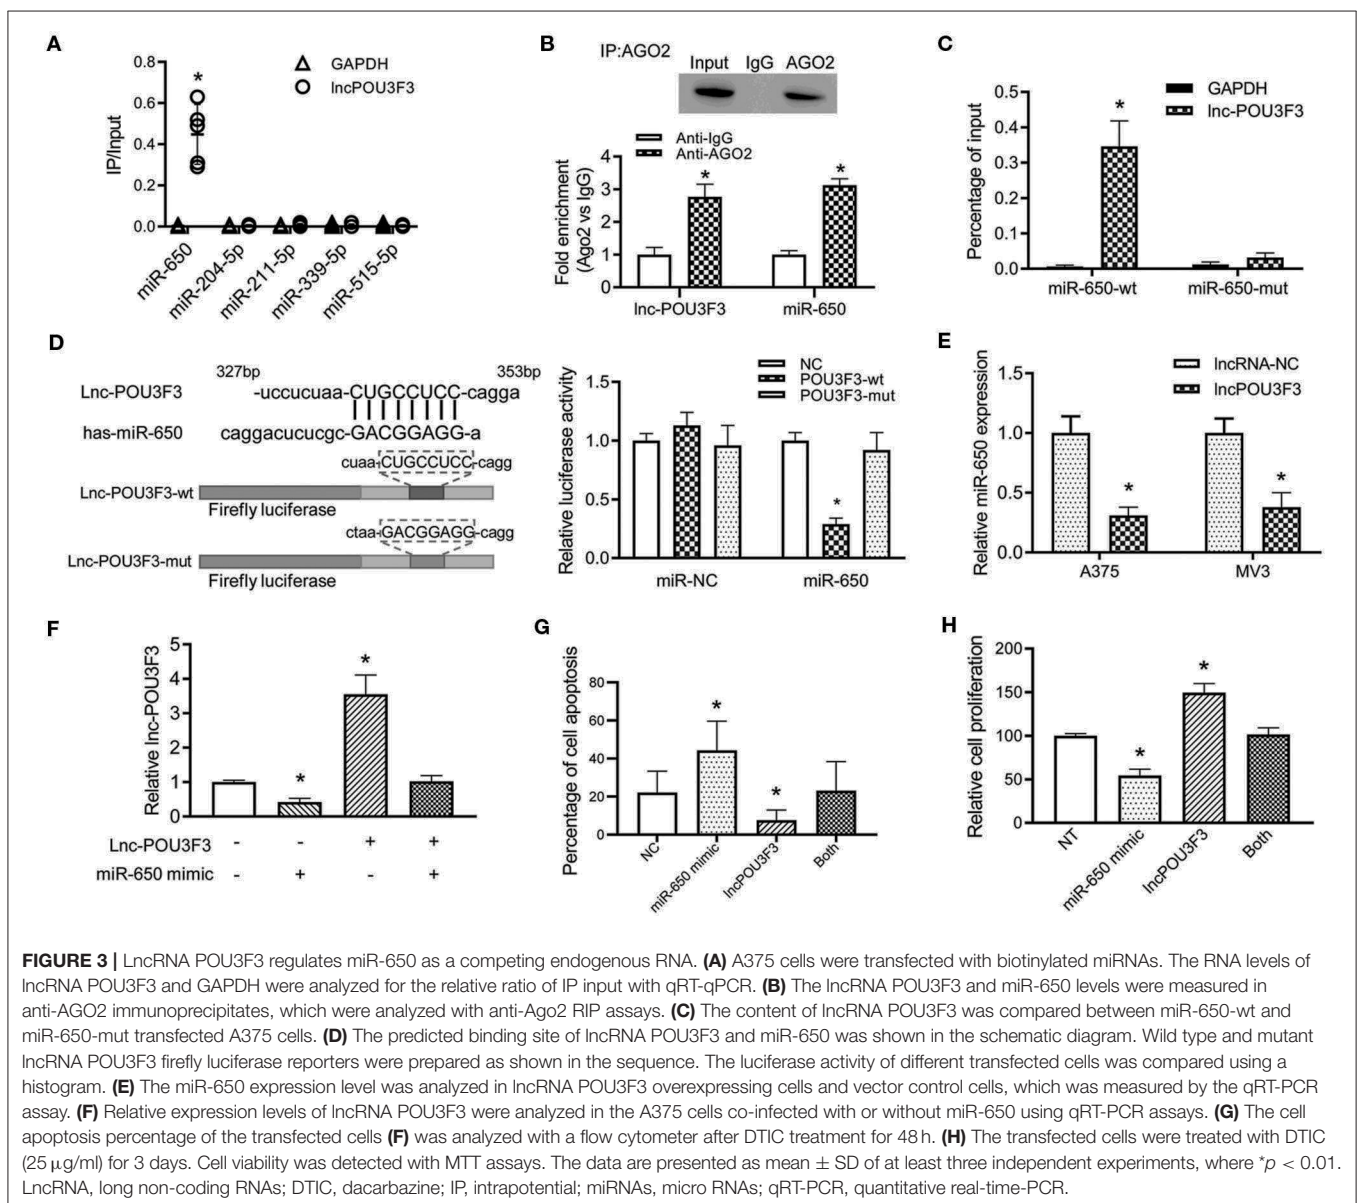 A
0.8
0.6
0.4
0.2
0.0
IP/Input
*
GAPDH
lncPOU3F3
miR-650
miR-204-5p
miR-211-5p
miR-339-5p
miR-515-5p
B
IP:AGO2
Input IgG AGO2
Anti-IgG
Anti-AGO2
Fold enrichment
(Ago2 vs IgG)
4
3
2
1
0
*
*
lnc-POU3F3
miR-650
C
GAPDH
lnc-POU3F3
Percentage of input
0.5
0.4
0.3
0.2
0.1
0.0
*
miR-650-wt
miR-650-mut
D
327bp 353bp
Lnc-POU3F3 -uccucuaa-CUGCCUCC-cagga
has-miR-650 caggacucucgc-GACGGAGG-a
cuaa-CUGCCUCC-cagg
Lnc-POU3F3-wt
Firefly luciferase
ctaa-GACGGAGG-cagg
Lnc-POU3F3-mut
Firefly luciferase
NC
POU3F3-wt
POU3F3-mut
Relative luciferase activity
1.5
1.0
0.5
0.0
*
miR-NC
miR-650
E
lncRNA-NC
lncPOU3F3
Relative miR-650 expression
1.5
1.0
0.5
0.0
*
*
A375
MV3
F
Relative lnc-POU3F3
5
4
3
2
1
0
*
*
Lnc-POU3F3 - - + +
miR-650 mimic - + - +
G
Percentage of cell apoptosis
80
60
40
20
0
*
*
NC
miR-650 mimic
lncPOU3F3
Both
H
Relative cell proliferation
200
150
100
50
0
*
*
NT
miR-650 mimic
lncPOU3F3
Both
FIGURE 3 | LncRNA POU3F3 regulates miR-650 as a competing endogenous RNA. (A) A375 cells were transfected with biotinylated miRNAs. The RNA levels of
lncRNA POU3F3 and GAPDH were analyzed for the relative ratio of IP input with qRT-qPCR. (B) The lncRNA POU3F3 and miR-650 levels were measured in
anti-AGO2 immunoprecipitates, which were analyzed with anti-Ago2 RIP assays. (C) The content of lncRNA POU3F3 was compared between miR-650-wt and
miR-650-mut transfected A375 cells. (D) The predicted binding site of lncRNA POU3F3 and miR-650 was shown in the schematic diagram. Wild type and mutant
lncRNA POU3F3 firefly luciferase reporters were prepared as shown in the sequence. The luciferase activity of different transfected cells was compared using a
histogram. (E) The miR-650 expression level was analyzed in lncRNA POU3F3 overexpressing cells and vector control cells, which was measured by the qRT-PCR
assay. (F) Relative expression levels of lncRNA POU3F3 were analyzed in the A375 cells co-infected with or without miR-650 using qRT-PCR assays. (G) The cell
apoptosis percentage of the transfected cells (F) was analyzed with a flow cytometer after DTIC treatment for 48 h. (H) The transfected cells were treated with DTIC
(25 μg/ml) for 3 days. Cell viability was detected with MTT assays. The data are presented as mean ± SD of at least three independent experiments, where *p < 0.01.
LncRNA, long non-coding RNAs; DTIC, dacarbazine; IP, intrapotential; miRNAs, micro RNAs; qRT-PCR, quantitative real-time-PCR.